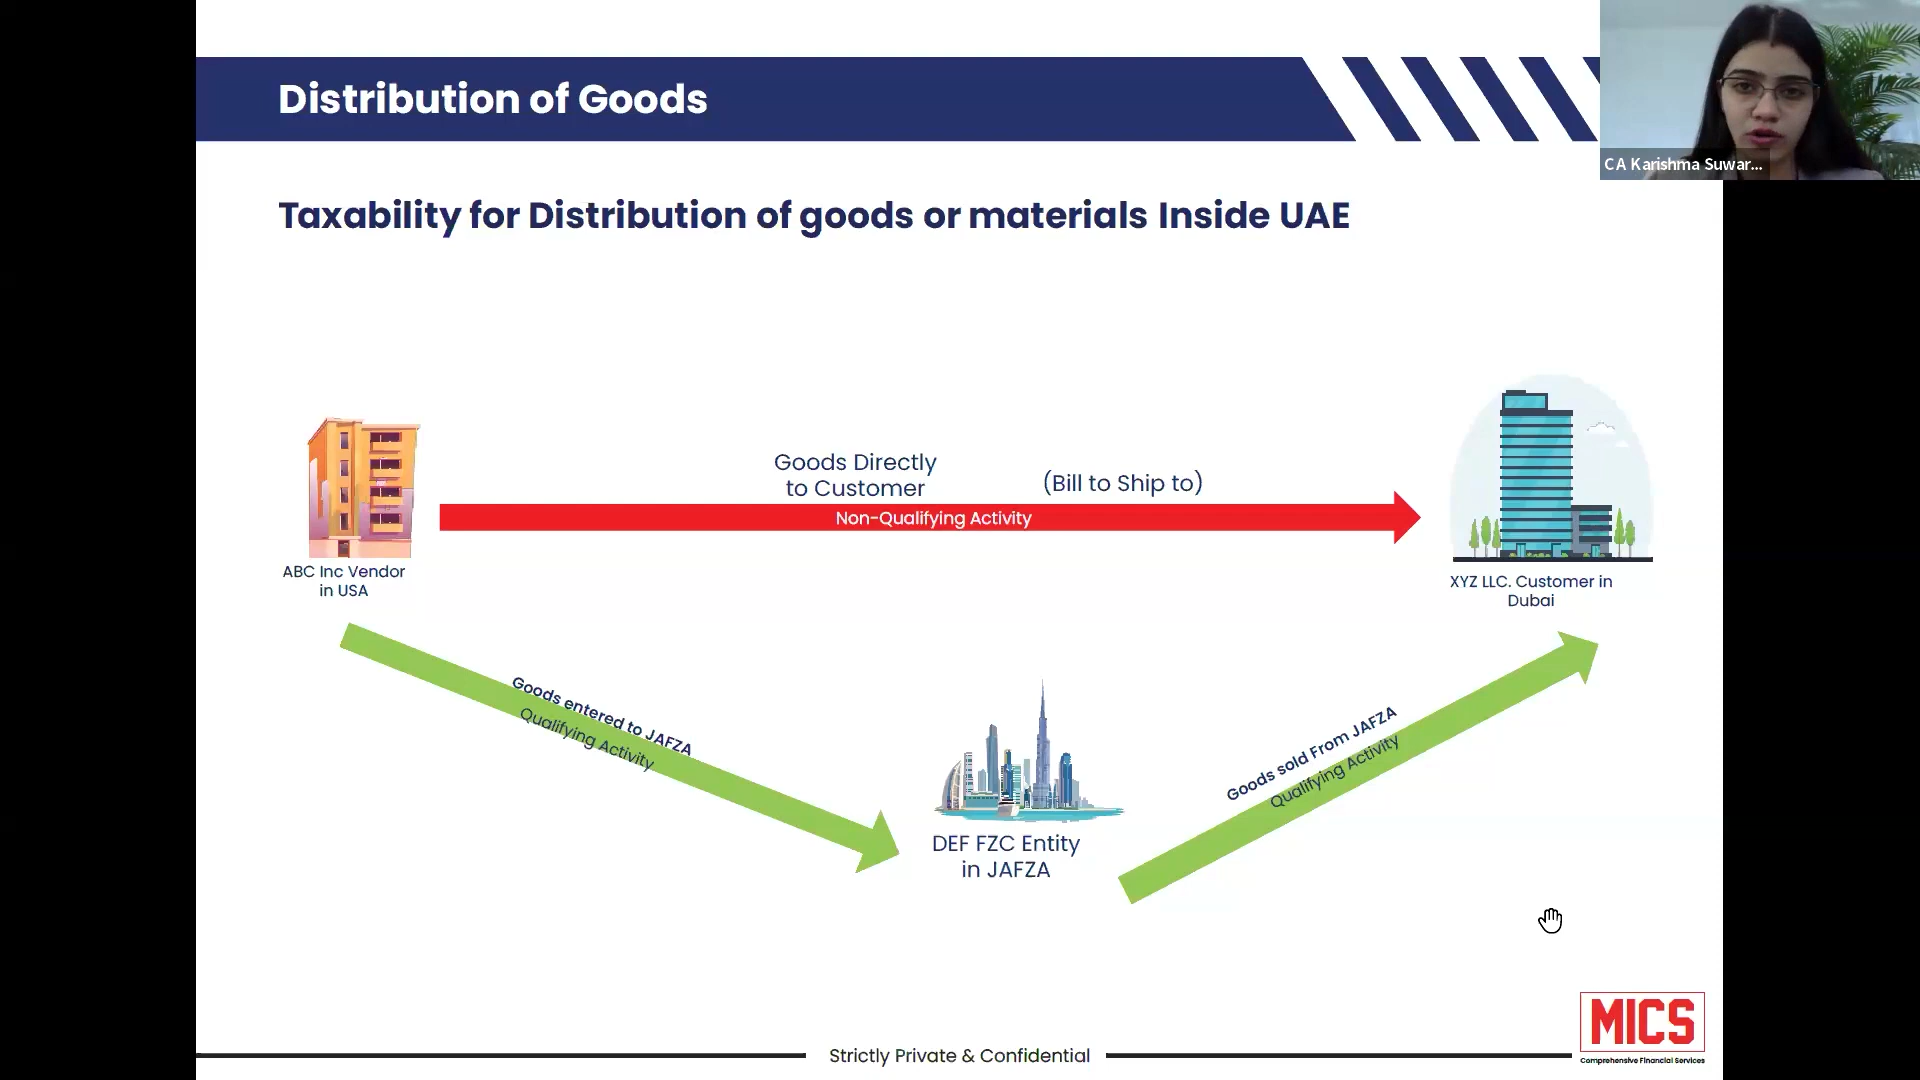 Distribution of Goods
CA Karishma Suwar...
Taxability for Distribution of goods or materials Inside UAE
Goods Directly
to Customer
(Bill to Ship to)
Non-Qualifying Activity
ABC Inc Vendor
in USA
XYZ LLC. Customer in
Dubai
Goods entered to JAFZA
Qualifying Activity
Goods sold From JAFZA
Qualifying Activity
DEF FZC Entity
in JAFZA
MICS
Comprehensive Financial Services
Strictly Private & Confidential